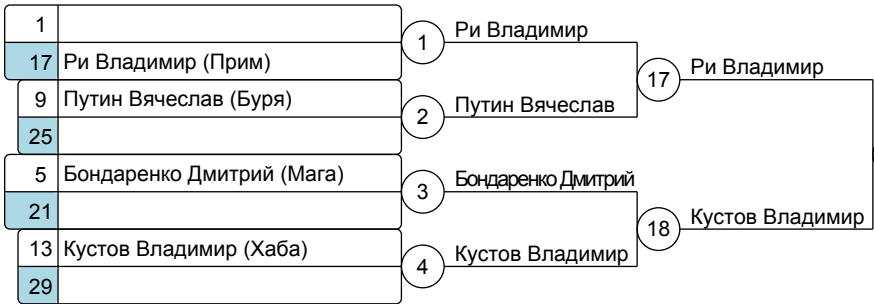 1
17 Ри Владимир (Прим)
1
Ри Владимир
9 Путин Вячеслав (Буря)
25
2
Путин Вячеслав
17
Ри Владимир
5 Бондаренко Дмитрий (Мага)
21
3
Бондаренко Дмитрий
13 Кустов Владимир (Хаба)
29
4
Кустов Владимир
18
Кустов Владимир